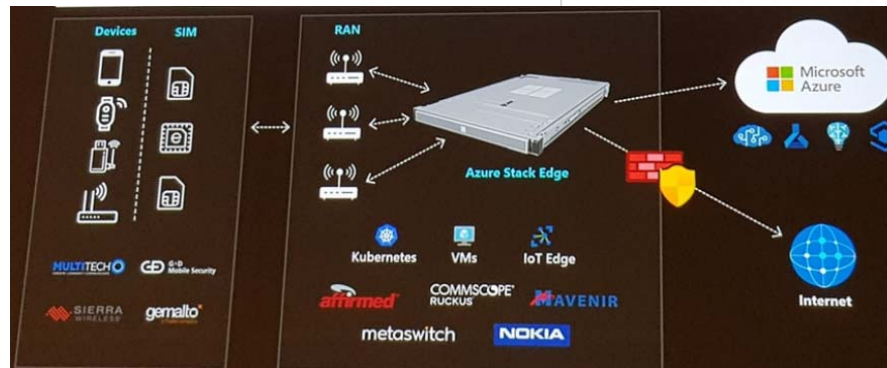 Devices
SIM
MULTITECH
G+D
Mobile Security
SIERRA
WIRELESS
gemalto
RAN
Azure Stack Edge
Kubernetes
VMs
IoT Edge
affirmed
COMMSCOPE
RUCKUS
MAVENIR
metaswitch
NOKIA
Microsoft
Azure
Internet